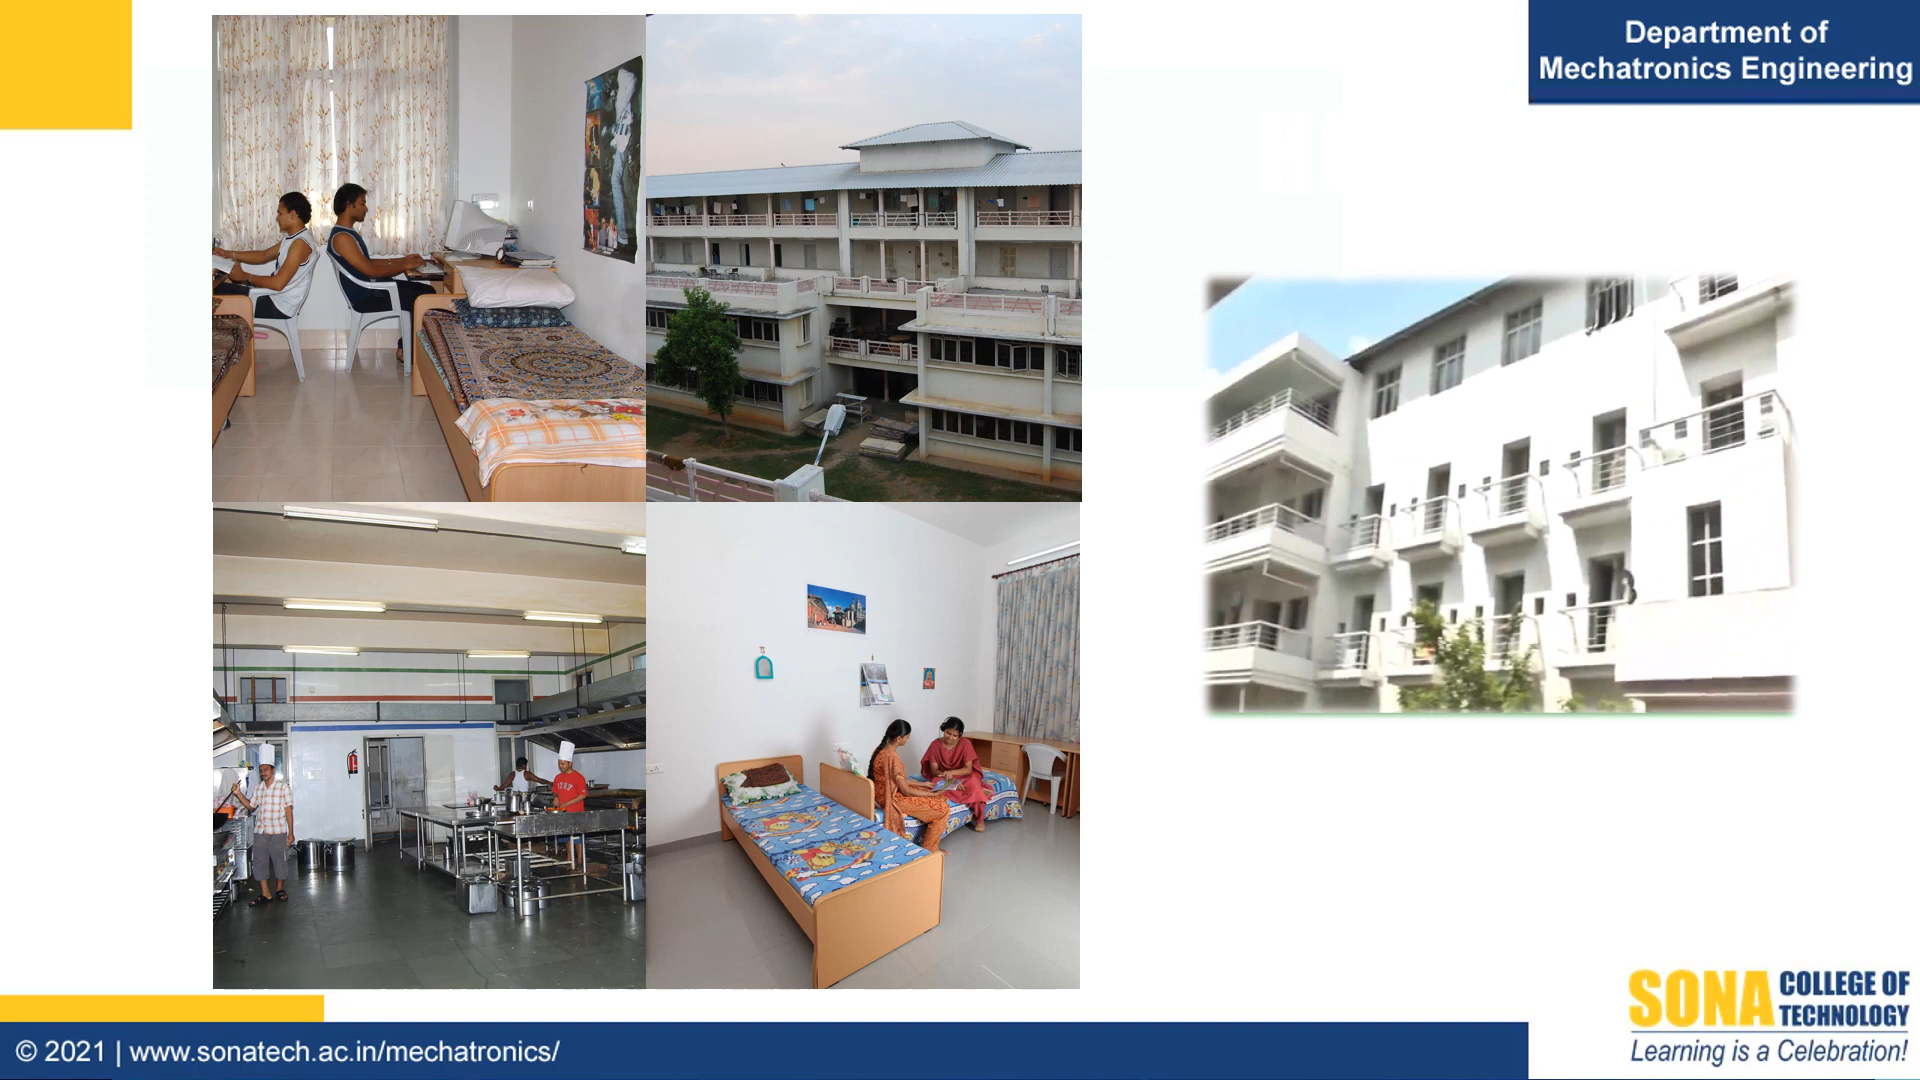 Department of
Mechatronics Engineering
SONA COLLEGE OF
TECHNOLOGY
Learning is a Celebration!
© 2021 | www.sonatech.ac.in/mechatronics/